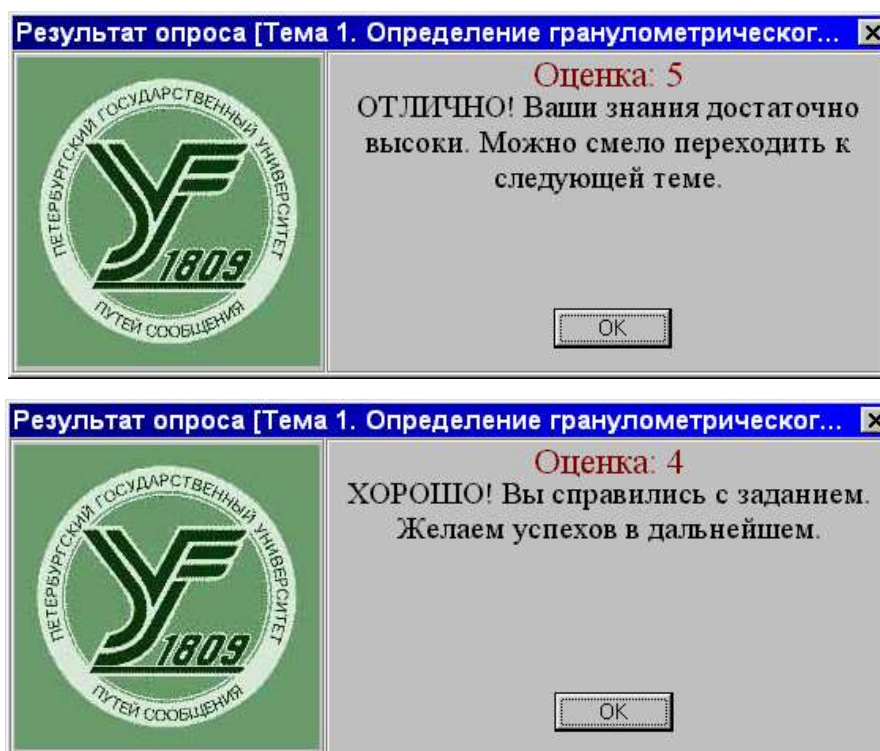 Результат опроса [Тема 1. Определение гранулометрическог...
ПЕТЕРБУРГСКИЙ ГОСУДАРСТВЕННЫЙ УНИВЕРСИТЕТ
ПУТЕЙ СООБЩЕНИЯ
1809
Оценка: 5
ОТЛИЧНО! Ваши знания достаточно
высоки. Можно смело переходить к
следующей теме.
OK
Результат опроса [Тема 1. Определение гранулометрическог...
ПЕТЕРБУРГСКИЙ ГОСУДАРСТВЕННЫЙ УНИВЕРСИТЕТ
ПУТЕЙ СООБЩЕНИЯ
1809
Оценка: 4
ХОРОШО! Вы справились с заданием.
Желаем успехов в дальнейшем.
OK